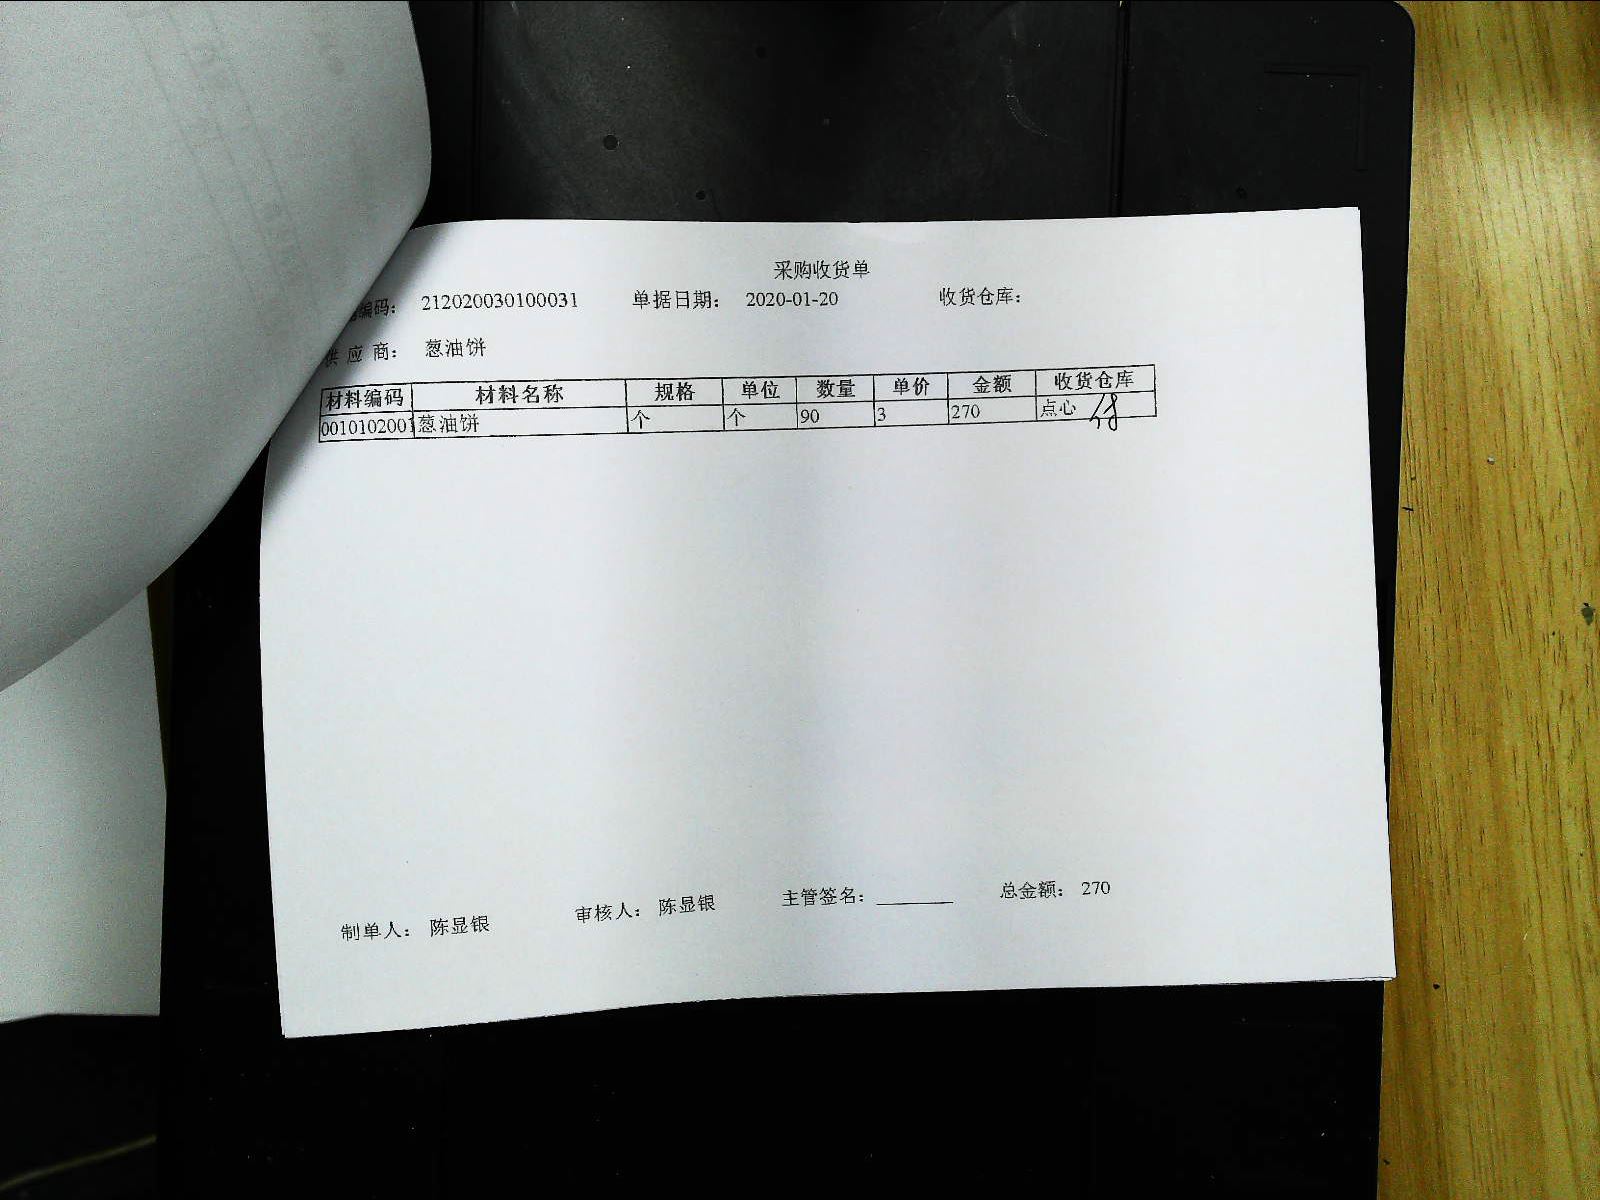 采购收货单
编码： 212020030100031 单据日期： 2020-01-20 收货仓库：
供 应 商： 葱油饼
材料编码 材料名称 规格 单位 数量 单价 金额 收货仓库
001010200 葱油饼 个 个 90 3 270 点心
制单人： 陈显银 审核人： 陈显银 主管签名： 总金额： 270